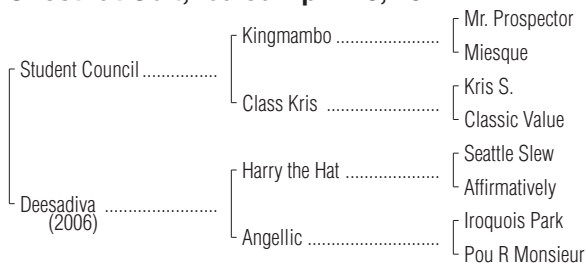 Mr. Prospector
Kingmambo ........................
Miesque
Student Council ................
Kris S.
Class Kris ..........................
Classic Value
Seattle Slew
Harry the Hat ......................
Affirmatively
Deesadiva ........................
(2006)
Iroquois Park
Angellic ..............................
Pou R Monsieur